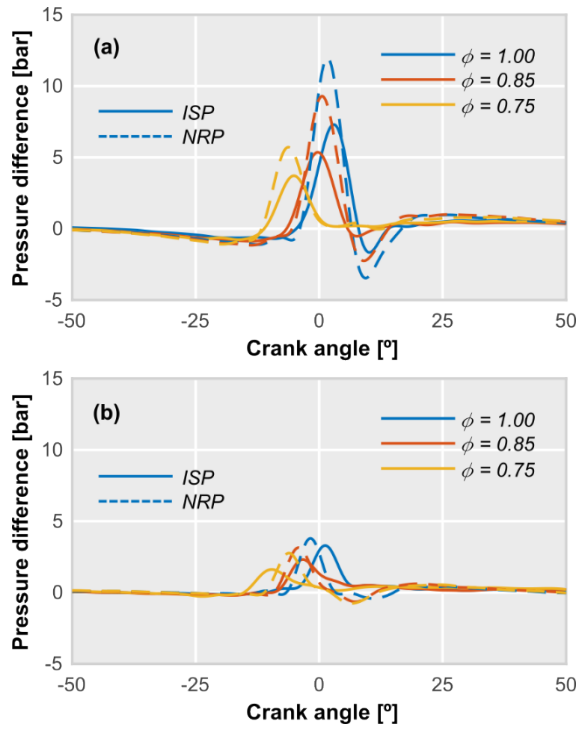 15
(a)
ϕ = 1.00
ϕ = 0.85
ϕ = 0.75
10
ISP
NRP
5
0
-5
Pressure difference [bar]
-50 -25 0 25 50
Crank angle [º]
15
(b)
ϕ = 1.00
ϕ = 0.85
ϕ = 0.75
10
ISP
NRP
5
0
-5
Pressure difference [bar]
-50 -25 0 25 50
Crank angle [º]